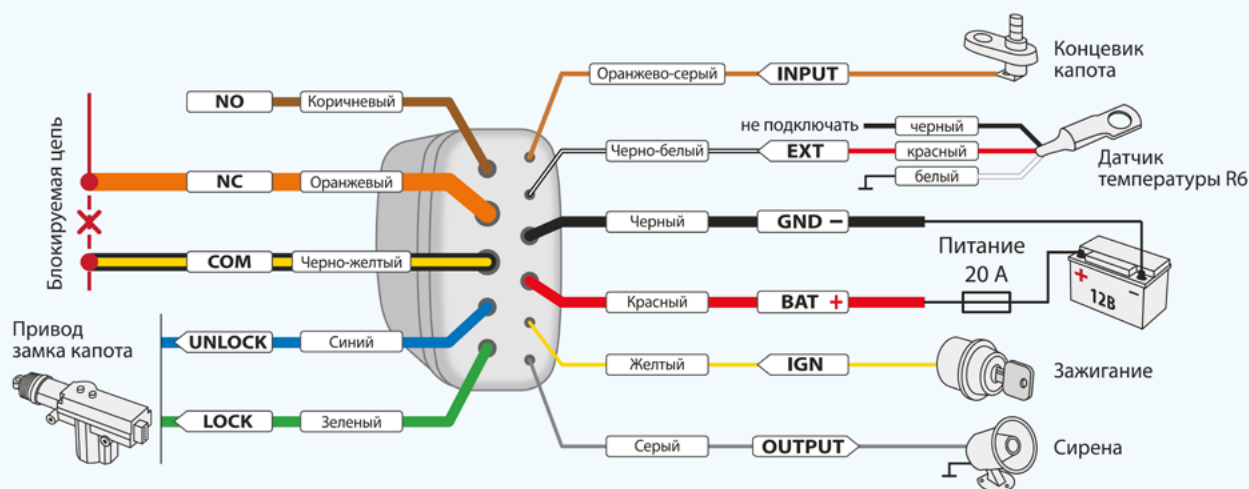 Блокируемая цепь
NO
Коричневый
NC
Оранжевый
COM
Черно-желтый
Привод
замка капота
UNLOCK
Синий
LOCK
Зеленый
Оранжево-серый
INPUT
Концевик
капота
Черно-белый
EXT
не подключать
черный
красный
белый
Датчик
температуры R6
Черный
GND −
Красный
BAT +
Питание
20 А
+
−
12В
Желтый
IGN
Зажигание
Серый
OUTPUT
Сирена